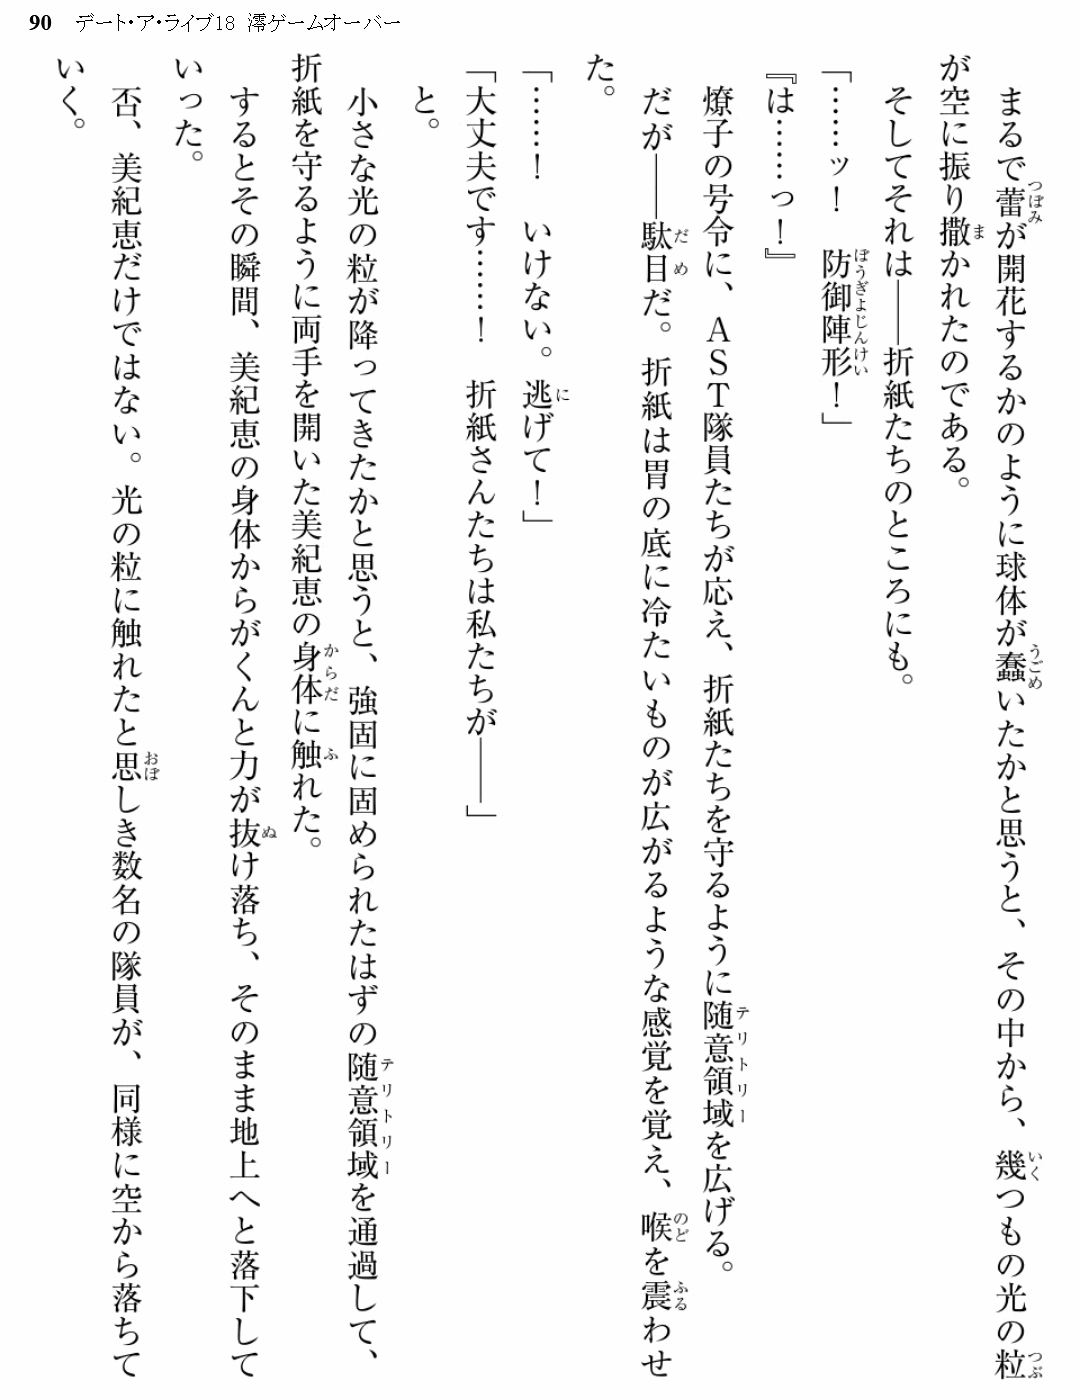 90 デート・ア・ライブ18 澪ゲームオーバー
まるで蕾が開花するかのように球体が蠢いたかと思うと、その中から、幾つもの光の粒
が空に振り撒かれたのである。
そしてそれは――折紙たちのところにも。
「……ッ! 防御陣形!」
『は……っ!』
燎子の号令に、AST隊員たちが応え、折紙たちを守るように随意領域を広げる。
だが――駄目だ。折紙は胃の底に冷たいものが広がるような感覚を覚え、喉を震わせ
た。
「……! いけない。逃げて!」
「大丈夫です……! 折紙さんたちは私たちが――」
と。
小さな光の粒が降ってきたかと思うと、強固に固められたはずの随意領域を通過して、
折紙を守るように両手を開いた美紀恵の身体に触れた。
するとその瞬間、美紀恵の身体からがくんと力が抜け落ち、そのまま地上へと落下して
いった。
否、美紀恵だけではない。光の粒に触れたと思しき数名の隊員が、同様に空から落ちて
いく。